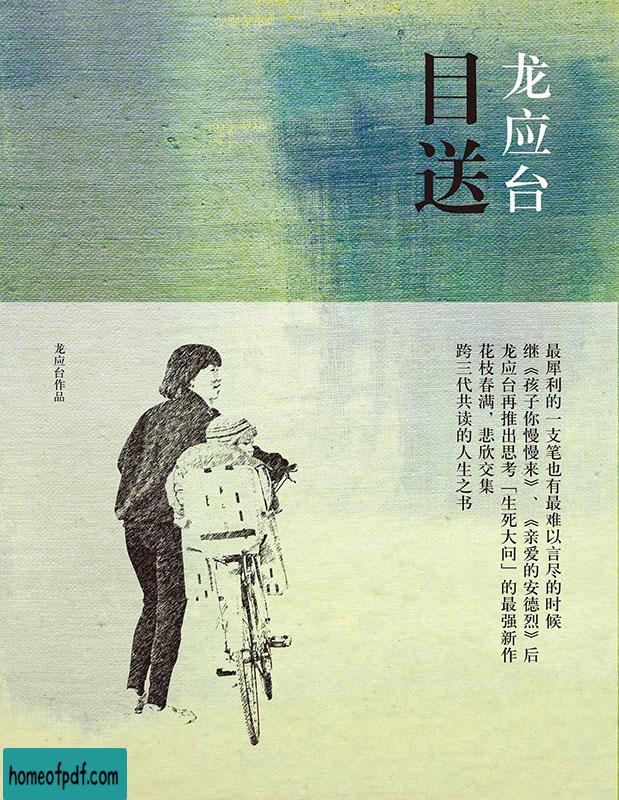 龙应台
目送
最犀利的一支笔也有最难以言尽的时候
继《孩子你慢慢来》、《亲爱的安德烈》后
龙应台再推出思考「生死大问」的最强新作
花枝春满，悲欣交集
跨三代共读的人生之书
龙应台作品
homeofpdf.com